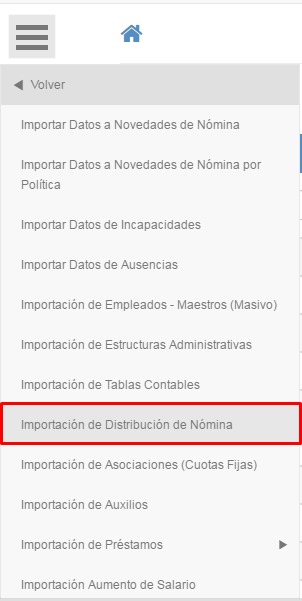 Volver
Importar Datos a Novedades de Nómina
Importar Datos a Novedades de Nómina por
Política
Importar Datos de Incapacidades
Importar Datos de Ausencias
Importación de Empleados - Maestros (Masivo)
Importación de Estructuras Administrativas
Importación de Tablas Contables
Importación de Distribución de Nómina
Importación de Asociaciones (Cuotas Fijas)
Importación de Auxilios
Importación de Préstamos
Importación Aumento de Salario